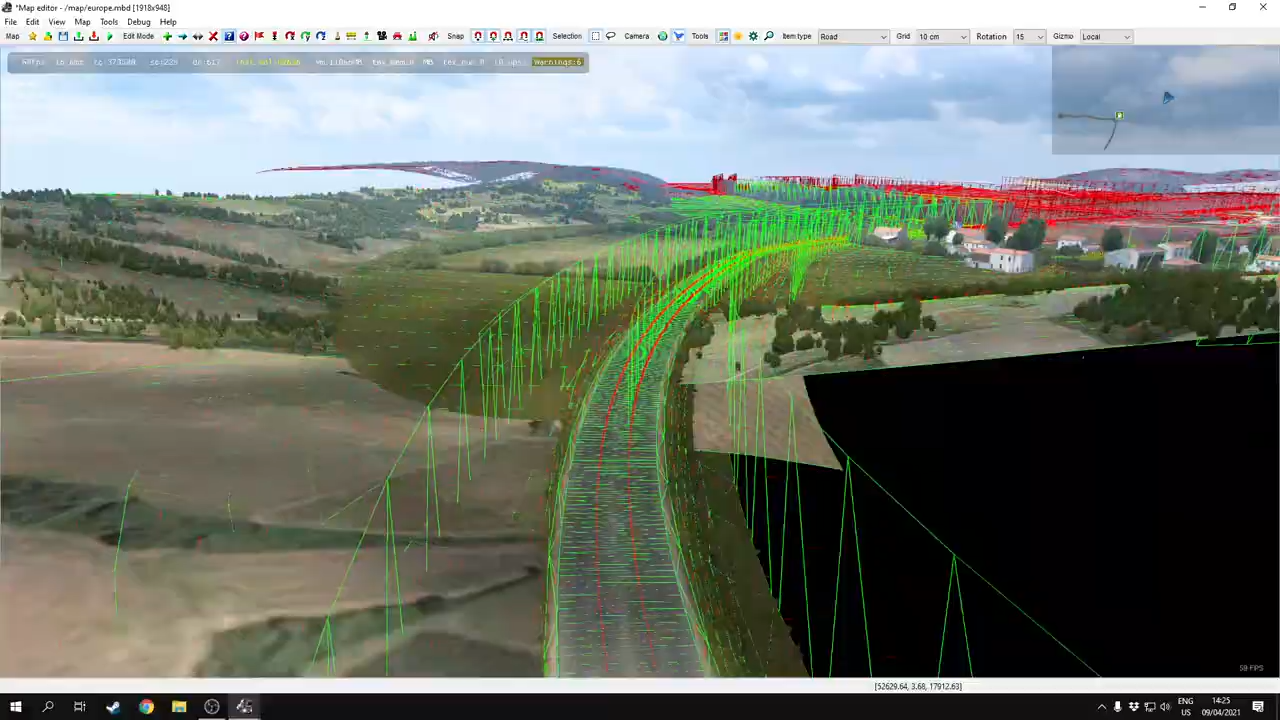 *Map editor - /map/europe.mbd [1918x948]
File Edit View Map Tools Debug Help
Map Edit Mode Snap Selection Camera Tools Item type Road Grid 10 cm Rotation 15 Gizmo Local
Warnings:6
58 FPS
[52629.64, 3.68, 17912.63]
ENG
US
14:25
09/04/2021